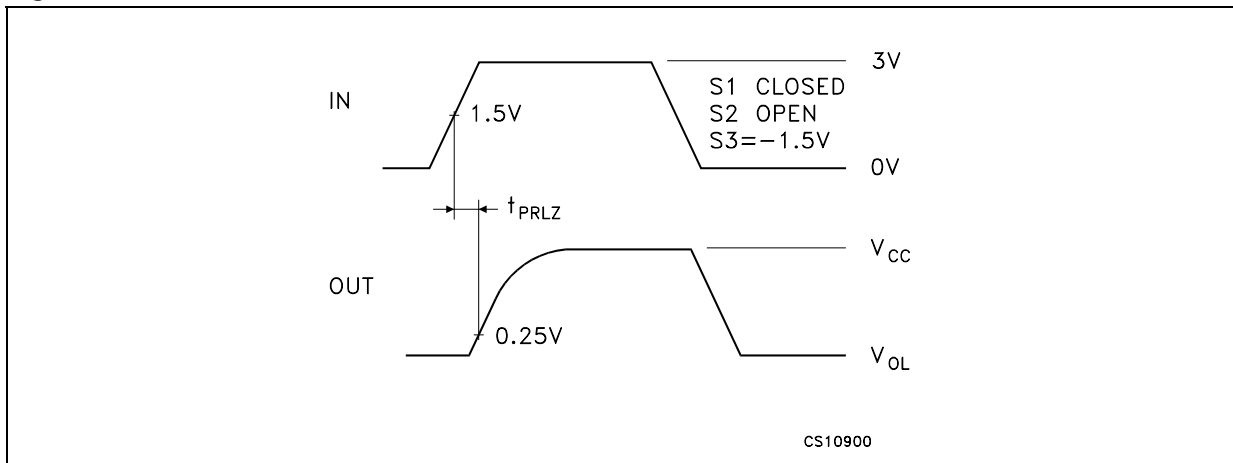 3V
S1 CLOSED
S2 OPEN
S3=-1.5V
IN
1.5V
0V
tPRLZ
VCC
OUT
0.25V
VOL
CS10900